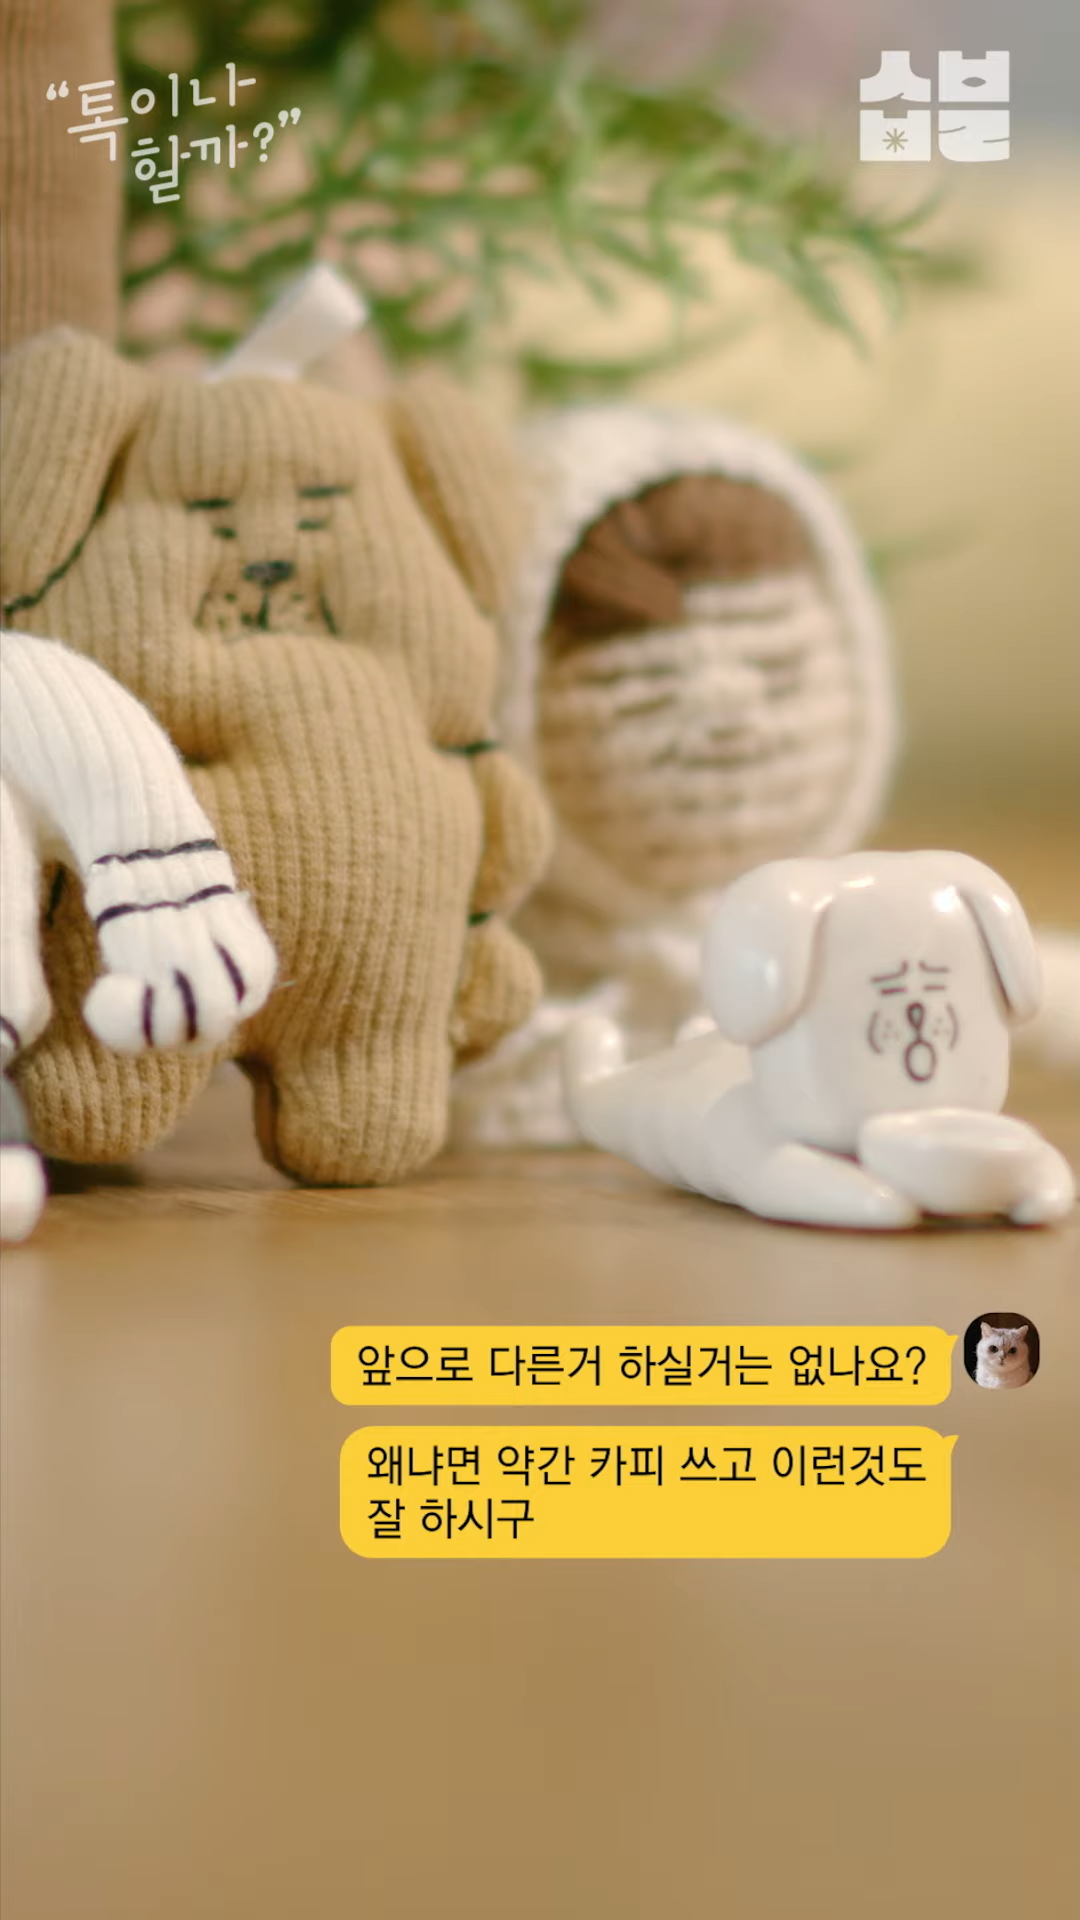 “톡이나
할까?”
숏불
앞으로 다른거 하실거는 없나요?
왜냐면 약간 카피 쓰고 이런것도
잘 하시구